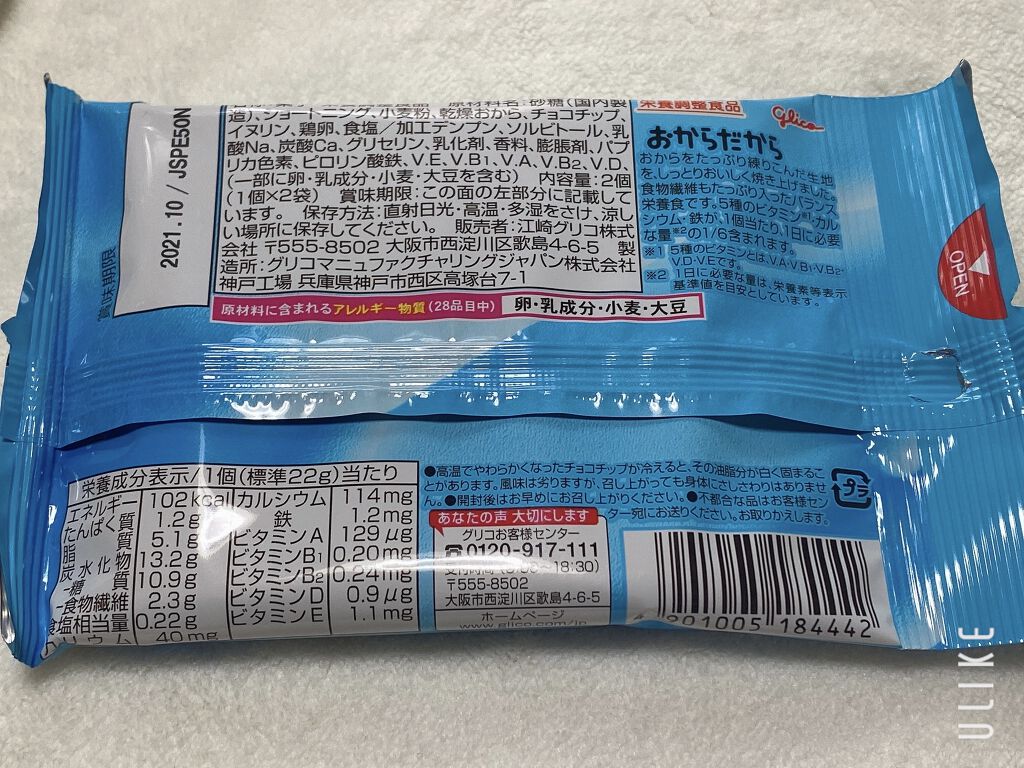 原材料名:砂糖(国内製
造)、ショートニング、小麦粉、乾燥おから、チョコチップ、
イヌリン、鶏卵、食塩/加工デンプン、ソルビトール、乳
酸Na、炭酸Ca、グリセリン、乳化剤、香料、膨脹剤、パプ
リカ色素、ピロリン酸鉄、V.E、V.B1、V.A、V.B2、V.D、
(一部に卵・乳成分・小麦・大豆を含む) 内容量:2個
(1個×2袋) 賞味期限:この面の左部分に記載して
います。 保存方法:直射日光・高温・多湿をさけ、涼し
い場所に保存してください。 販売者:江崎グリコ株式
会社 〒555-8502 大阪市西淀川区歌島4-6-5 製
造所:グリコマニュファクチャリングジャパン株式会社
神戸工場 兵庫県神戸市西区高塚台7-1
原材料に含まれるアレルギー物質(28品目中) 卵・乳成分・小麦・大豆
賞味期限
2021.10 / JSPE50N
栄養調整食品
glico
おからだから
おからをたっぷり練りこんだ生地
を、しっとりおいしく焼き上げました。
食物繊維もたっぷり入ったバランス
栄養食です。5種のビタミン※1・カル
シウム・鉄が、1個当たり、1日に必要
な量※2の1/6含まれます。
※1 5種のビタミンとは、VA・VB1・VB2・
VD・VEです。
※2 1日に必要な量は、栄養素等表示
基準値を目安としています。
OPEN
栄養成分表示/1個(標準22g)当たり
エネルギー 102kcal カルシウム 114mg
たんぱく質 1.2g 鉄 1.2mg
脂質 5.1g ビタミンA 129μg
炭水化物 13.2g ビタミンB1 0.20mg
-糖質 10.9g ビタミンB2 0.24mg
-食物繊維 2.3g ビタミンD 0.9μg
食塩相当量 0.22g ビタミンE 1.1mg
カリウム 40mg
●高温でやわらかくなったチョコチップが冷えると、その油脂分が白く固まるこ
とがあります。風味は劣りますが、召し上がっても身体にさしさわりはありませ
ん。●開封後はお早めにお召し上がりください。●不都合な品はお客様セン
ター宛にお送りください。お取りかえします。
あなたの声 大切にします
グリコお客様センター
☎0120-917-111
受付時間(9:00~18:30)
〒555-8502
大阪市西淀川区歌島4-6-5
ホームページ
www.glico.com/jp
プラ
4 901005 184442
ULIKE